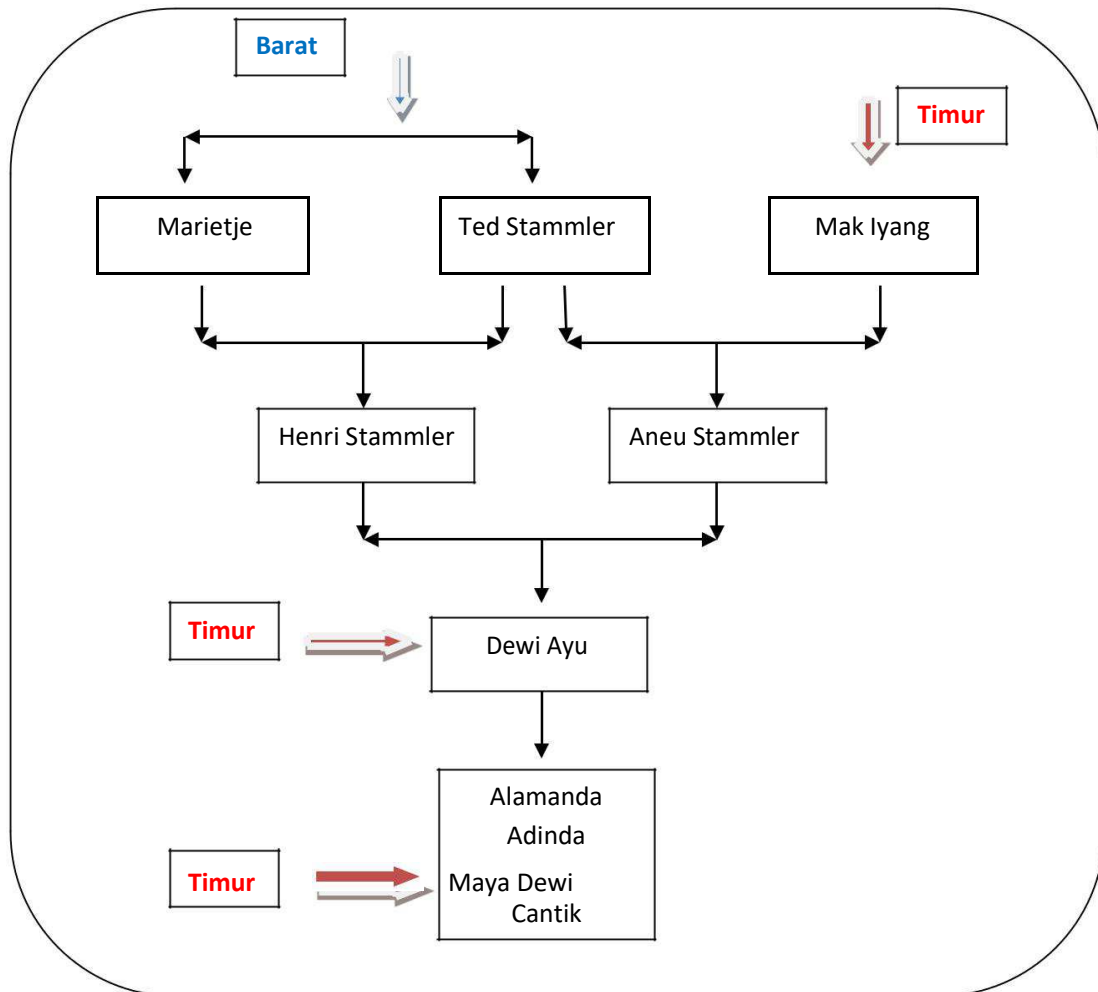 Barat
Timur
Marietje
Ted Stammler
Mak Iyang
Henri Stammler
Aneu Stammler
Timur
Dewi Ayu
Alamanda
Adinda
Timur
Maya Dewi
Cantik